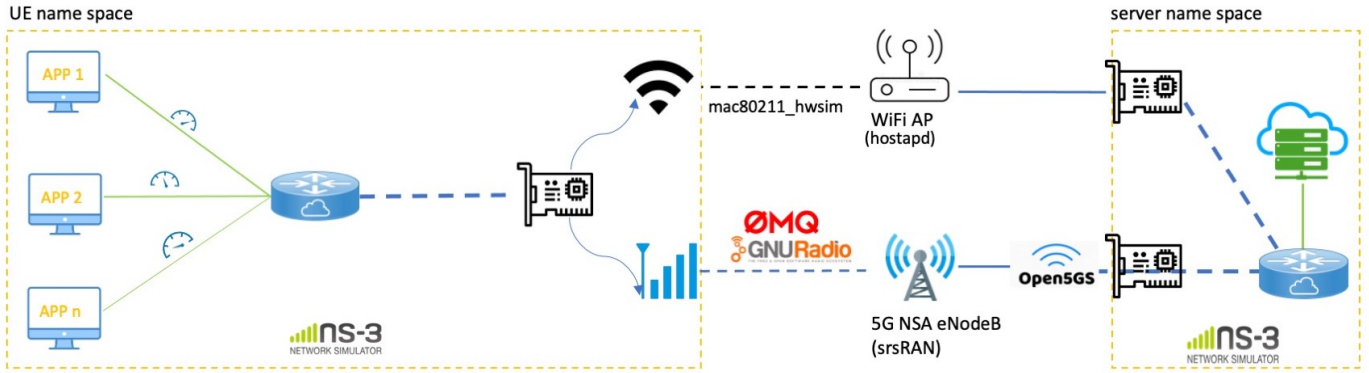 UE name space
server name space
APP 1
APP 2
APP n
NS-3
NETWORK SIMULATOR
mac80211_hwsim
WiFi AP
(hostapd)
ØMQ
GNURadio
5G NSA eNodeB
(srsRAN)
Open5GS
NS-3
NETWORK SIMULATOR